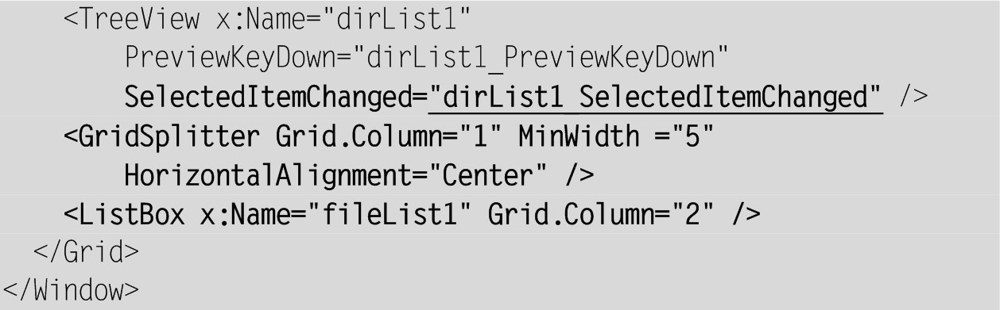 <TreeView x:Name="dirList1"
PreviewKeyDown="dirList1_PreviewKeyDown"
SelectedItemChanged="dirList1_SelectedItemChanged" />
<GridSplitter Grid.Column="1" MinWidth ="5"
HorizontalAlignment="Center" />
<ListBox x:Name="fileList1" Grid.Column="2" />
</Grid>
</Window>